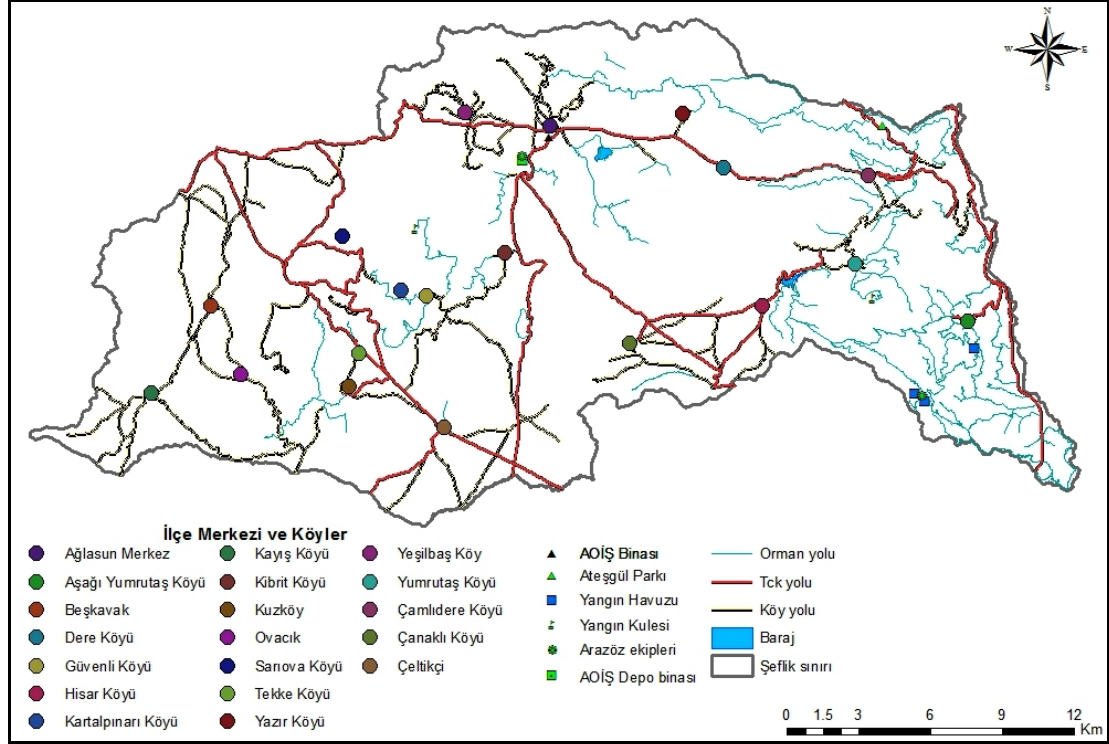 N
W E
S
İlçe Merkezi ve Köyler
Ağlasun Merkez
Aşağı Yumrutaş Köyü
Beşkavak
Dere Köyü
Güvenli Köyü
Hisar Köyü
Kartalpınarı Köyü
Kayış Köyü
Kibrit Köyü
Kuzköy
Ovacık
Sarıova Köyü
Tekke Köyü
Yazır Köyü
Yeşilbaş Köy
Yumrutaş Köyü
Çamlıdere Köyü
Çanaklı Köyü
Çeltikçi
AOİŞ Binası
Ateşgül Parkı
Yangın Havuzu
Yangın Kulesi
Arazöz ekipleri
AOİŞ Depo binası
Orman yolu
Tck yolu
Köy yolu
Baraj
Şeflik sınırı
0 1.5 3 6 9 12
Km